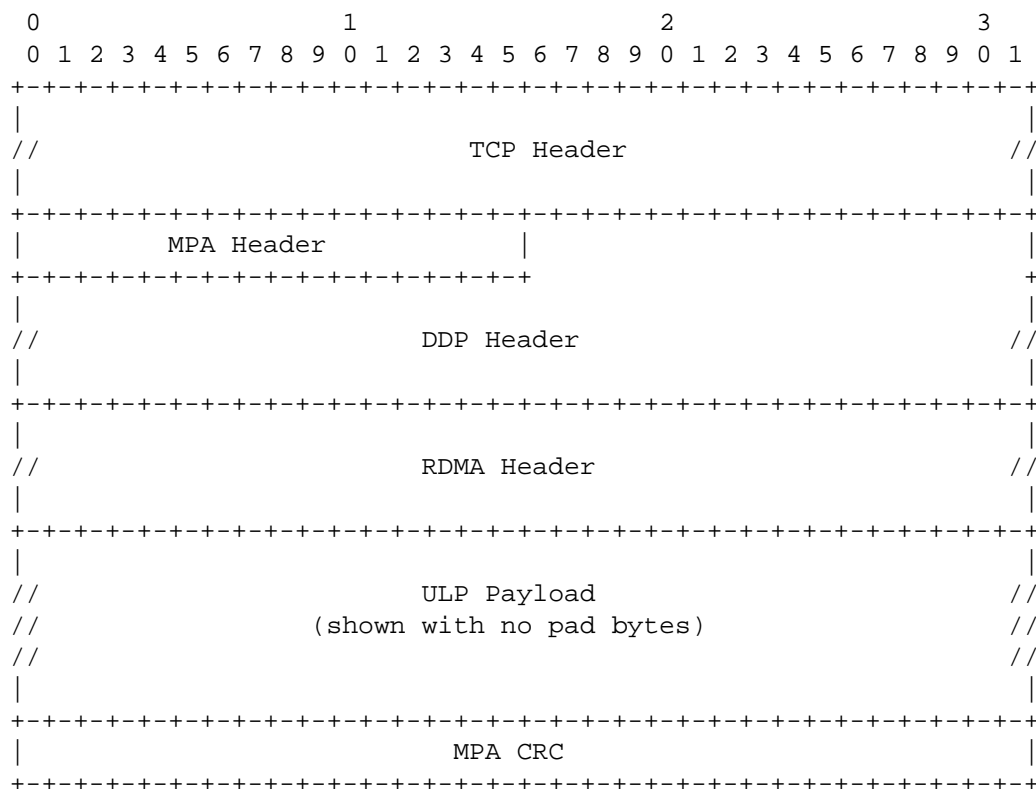 0                   1                   2                   3
 0 1 2 3 4 5 6 7 8 9 0 1 2 3 4 5 6 7 8 9 0 1 2 3 4 5 6 7 8 9 0 1
+-+-+-+-+-+-+-+-+-+-+-+-+-+-+-+-+-+-+-+-+-+-+-+-+-+-+-+-+-+-+-+-+
|                                                               |
//                           TCP Header                        //
|                                                               |
+-+-+-+-+-+-+-+-+-+-+-+-+-+-+-+-+-+-+-+-+-+-+-+-+-+-+-+-+-+-+-+-+
|         MPA Header            |                               |
+-+-+-+-+-+-+-+-+-+-+-+-+-+-+-+-+                               +
|                                                               |
//                        DDP Header                           //
|                                                               |
+-+-+-+-+-+-+-+-+-+-+-+-+-+-+-+-+-+-+-+-+-+-+-+-+-+-+-+-+-+-+-+-+
|                                                               |
//                        RDMA Header                          //
|                                                               |
+-+-+-+-+-+-+-+-+-+-+-+-+-+-+-+-+-+-+-+-+-+-+-+-+-+-+-+-+-+-+-+-+
|                                                               |
//                        ULP Payload                          //
//                 (shown with no pad bytes)                   //
//                                                             //
|                                                               |
+-+-+-+-+-+-+-+-+-+-+-+-+-+-+-+-+-+-+-+-+-+-+-+-+-+-+-+-+-+-+-+-+
|                           MPA CRC                             |
+-+-+-+-+-+-+-+-+-+-+-+-+-+-+-+-+-+-+-+-+-+-+-+-+-+-+-+-+-+-+-+-+